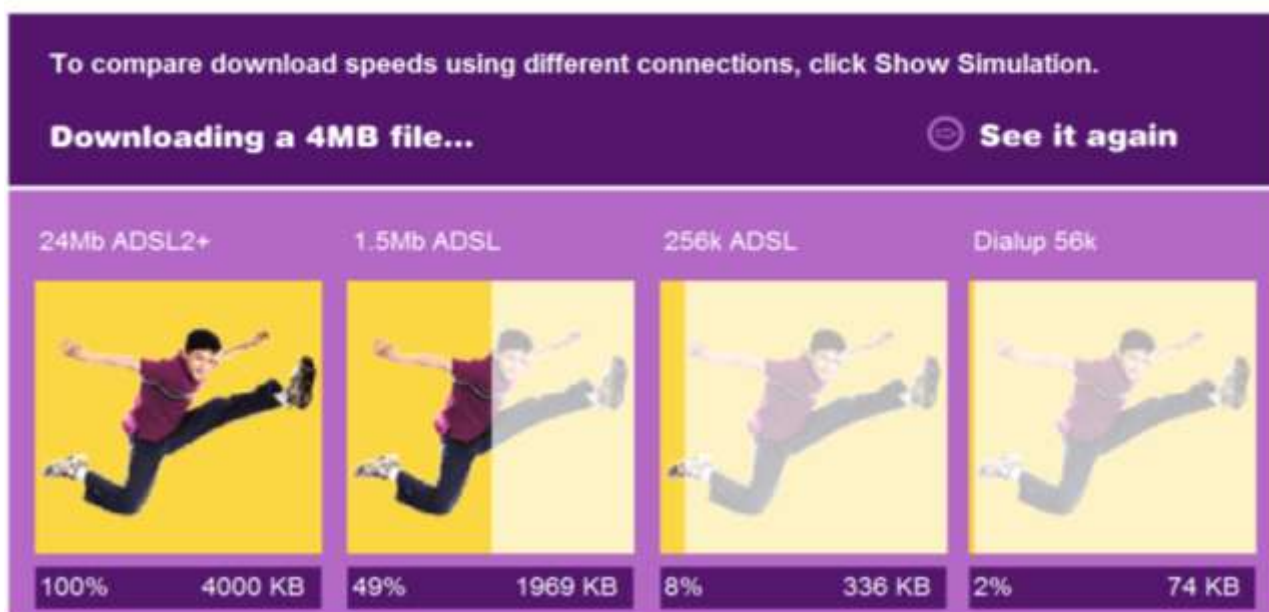 To compare download speeds using different connections, click Show Simulation.
Downloading a 4MB file...
See it again
24Mb ADSL2+
1.5Mb ADSL
256k ADSL
Dialup 56k
100% 4000 KB
49% 1969 KB
8% 336 KB
2% 74 KB